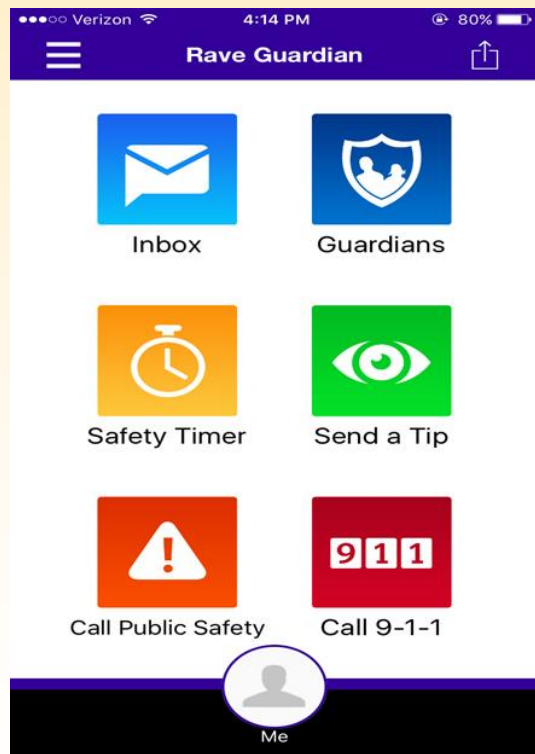 Verizon 4:14 PM 80%
Rave Guardian
Inbox Guardians
Safety Timer Send a Tip
911
Call Public Safety Call 9-1-1
Me